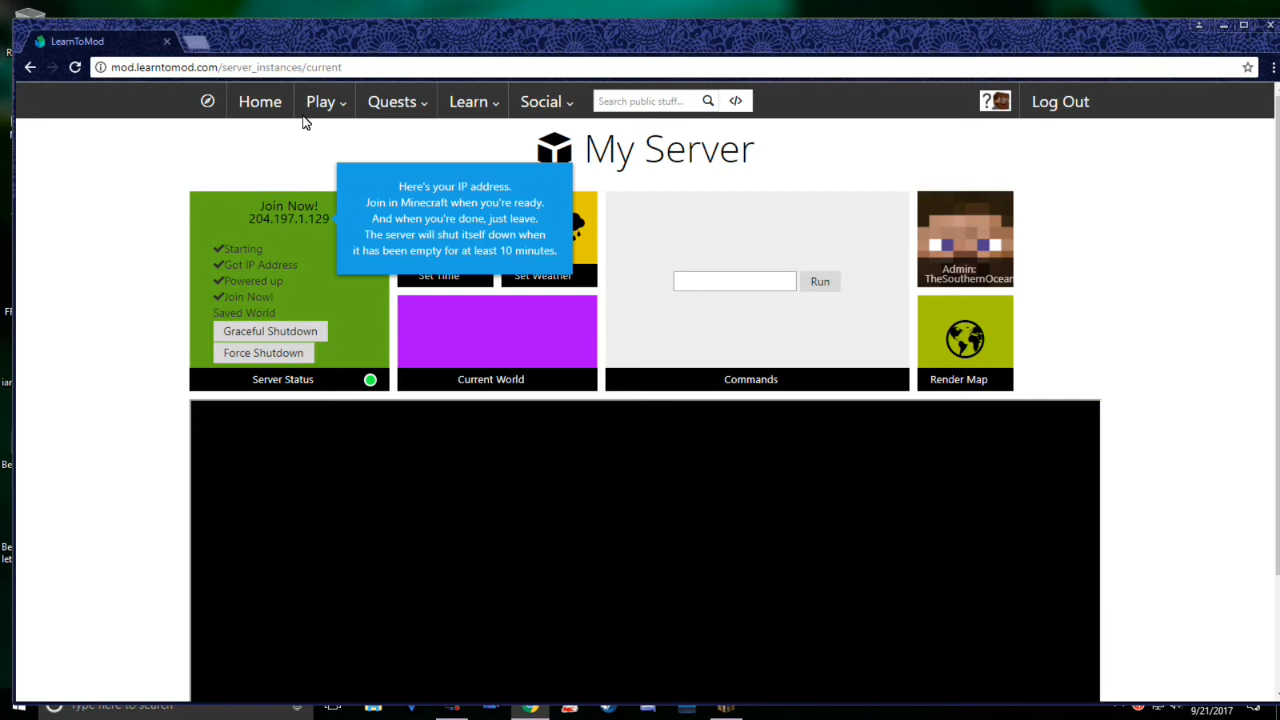 LearnToMod
mod.learntomod.com/server_instances/current
Home Play Quests Learn Social Search public stuff... </> ? Log Out
My Server
Join Now!
204.197.1.129
Starting
Got IP Address
Powered up
Join Now!
Saved World
Graceful Shutdown
Force Shutdown
Server Status
Here's your IP address.
Join in Minecraft when you're ready.
And when you're done, just leave.
The server will shut itself down when
it has been empty for at least 10 minutes.
Set Time Set Weather
Current World
Run
Commands
Admin:
TheSouthernOcean
Render Map
Type here to search
9/21/2017